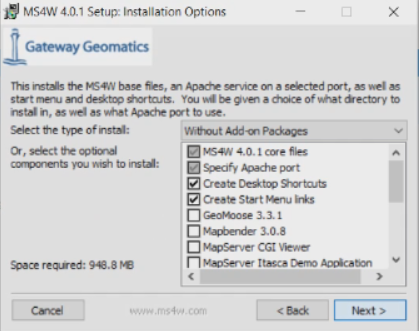 MS4W 4.0.1 Setup: Installation Options
Gateway Geomatics
This installs the MS4W base files, an Apache service on a selected port, as well as
start menu and desktop shortcuts. You will be given a choice of what directory to
install in, as well as what Apache port to use.
Select the type of install:
Without Add-on Packages
Or, select the optional
components you wish to install:
MS4W 4.0.1 core files
Specify Apache port
Create Desktop Shortcuts
Create Start Menu links
GeoMoose 3.3.1
Mapbender 3.0.8
MapServer CGI Viewer
MapServer Itasca Demo Application
Space required: 948.8 MB
Cancel
www.ms4w.com
< Back
Next >